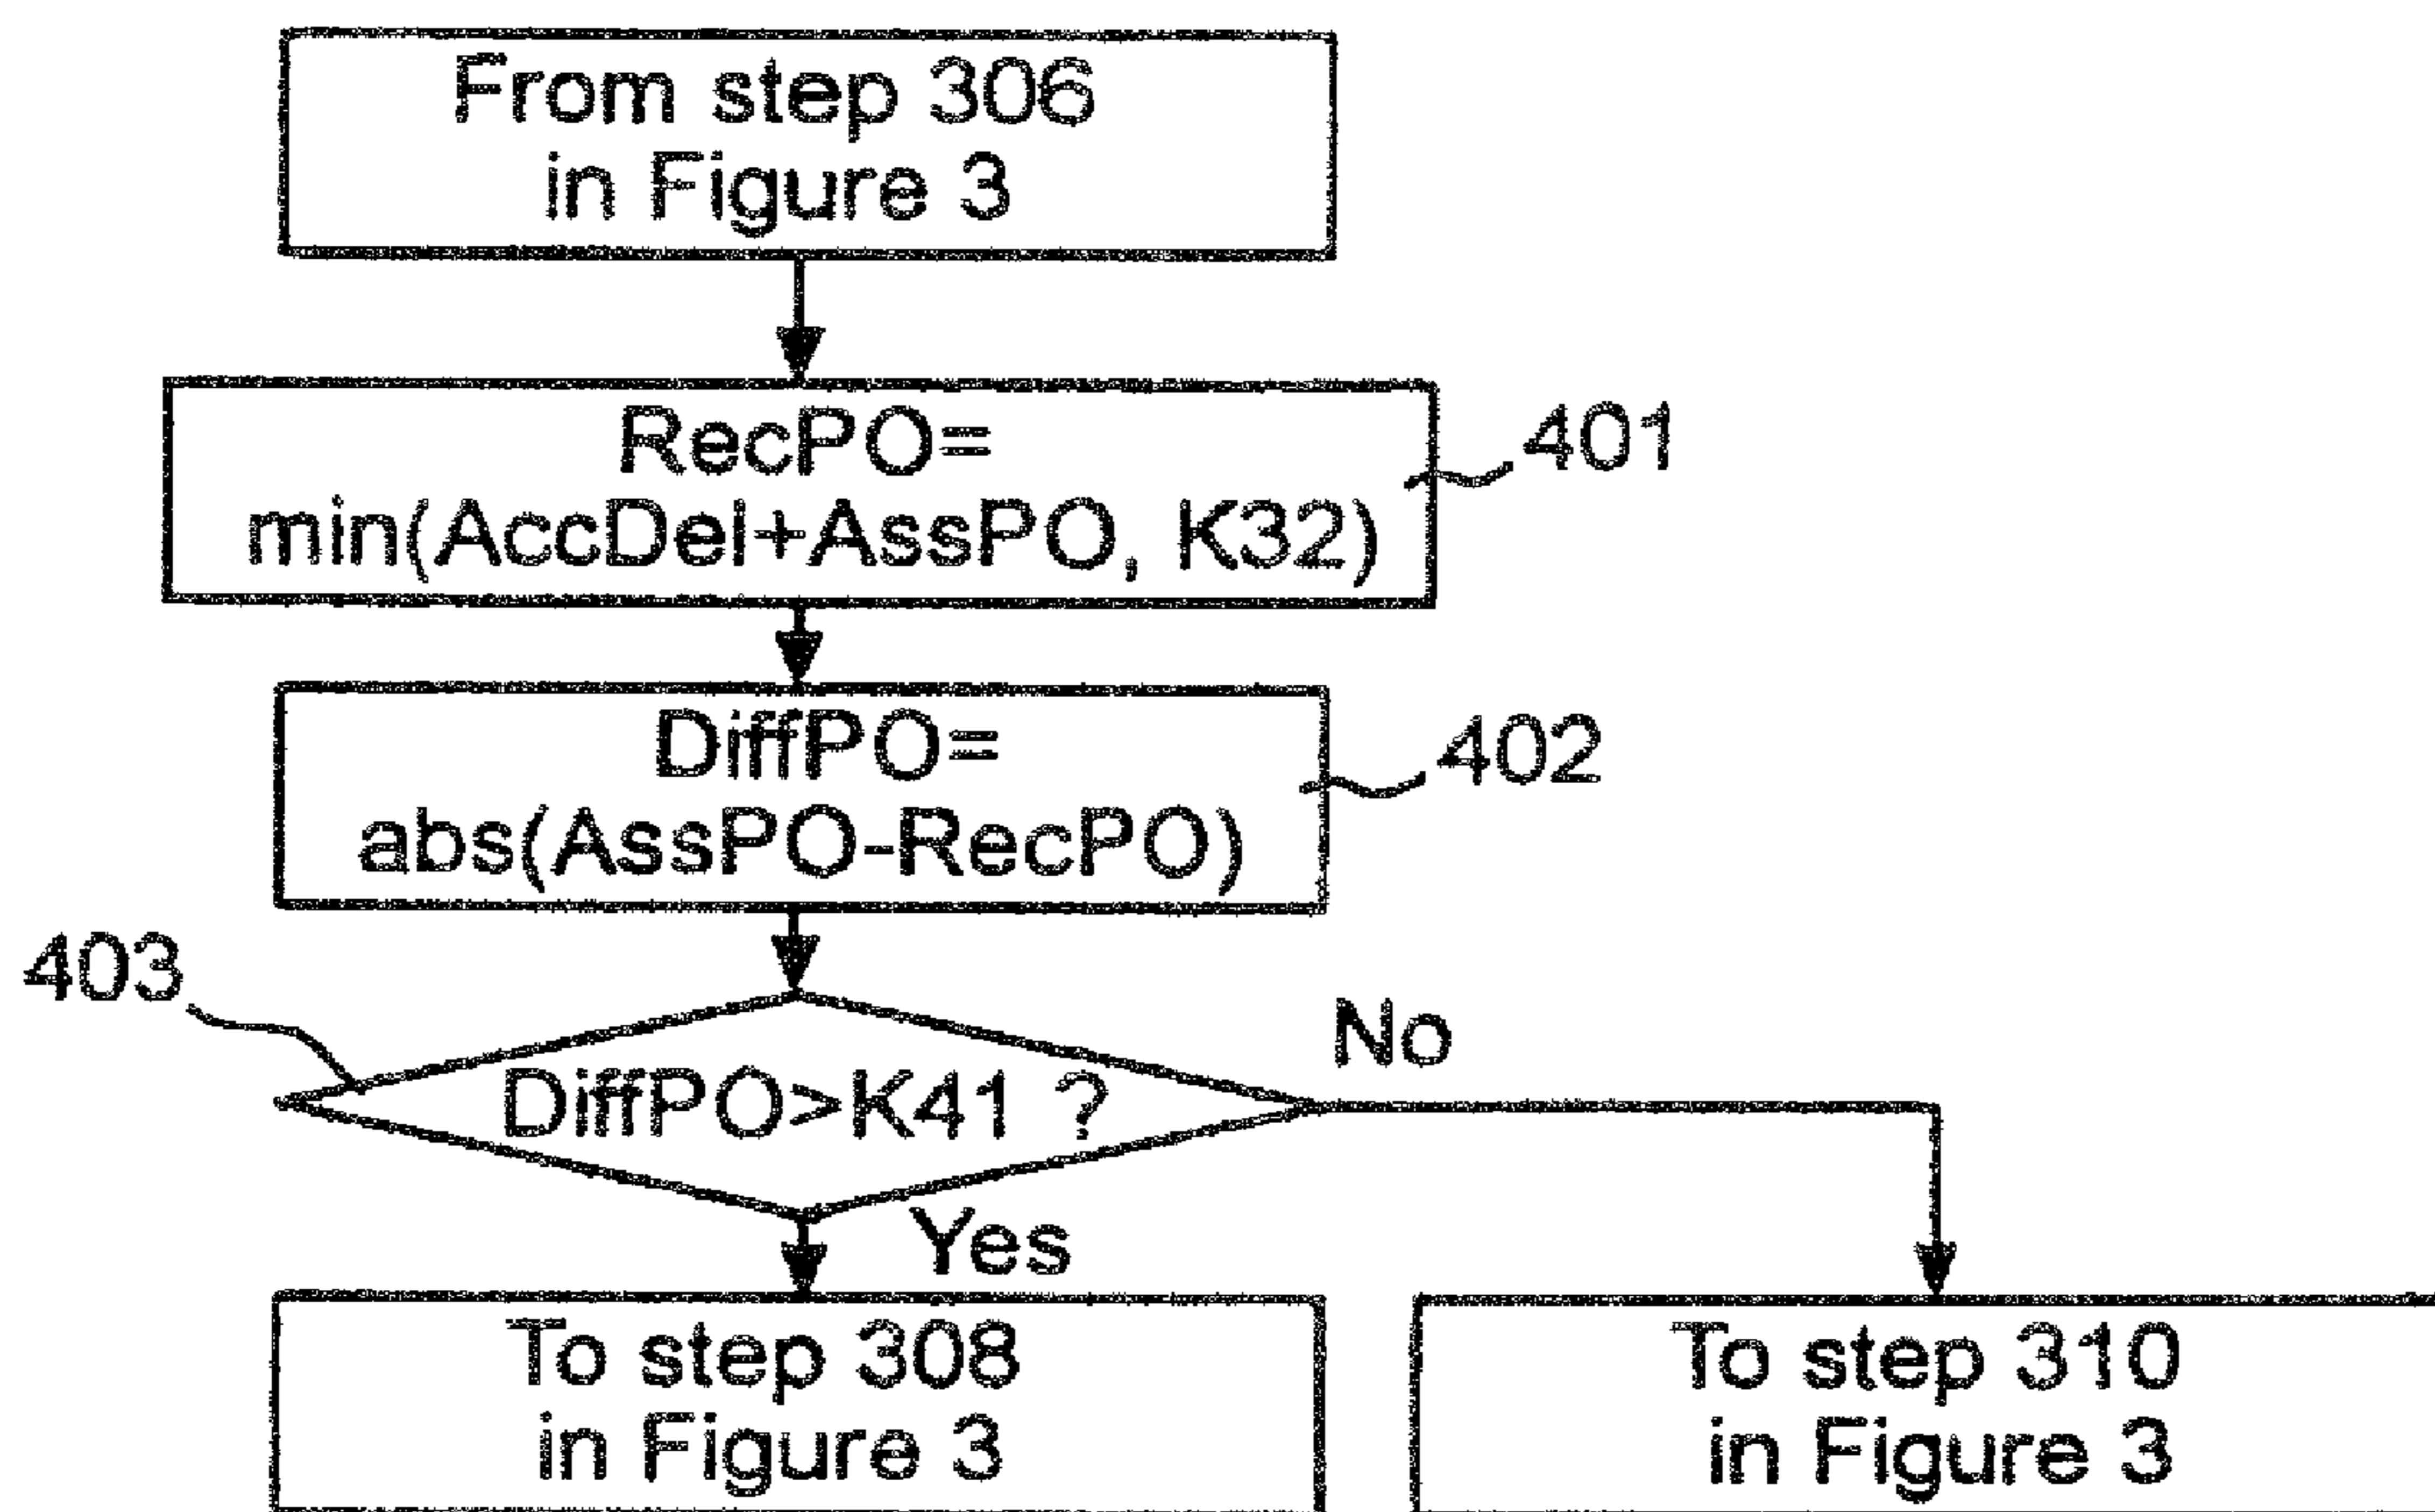 From step 306
in Figure 3
RecPO=
min(AccDel+AssPO, K32)
401
DiffPO=
abs(AssPO-RecPO)
402
403
DiffPO>K41 ?
No
Yes
To step 308
in Figure 3
To step 310
in Figure 3